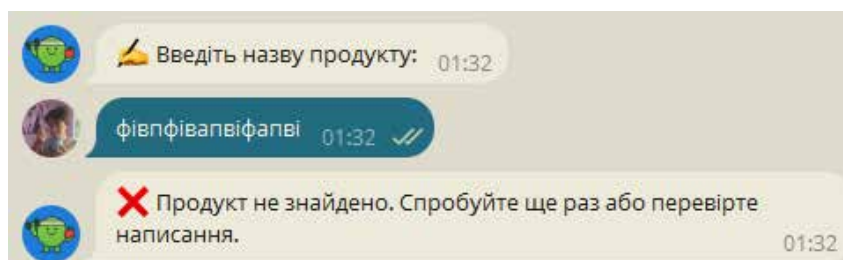 ✍️ Введіть назву продукту: 01:32
фівпфівапвіфапві 01:32
❌ Продукт не знайдено. Спробуйте ще раз або перевірте
написання. 01:32